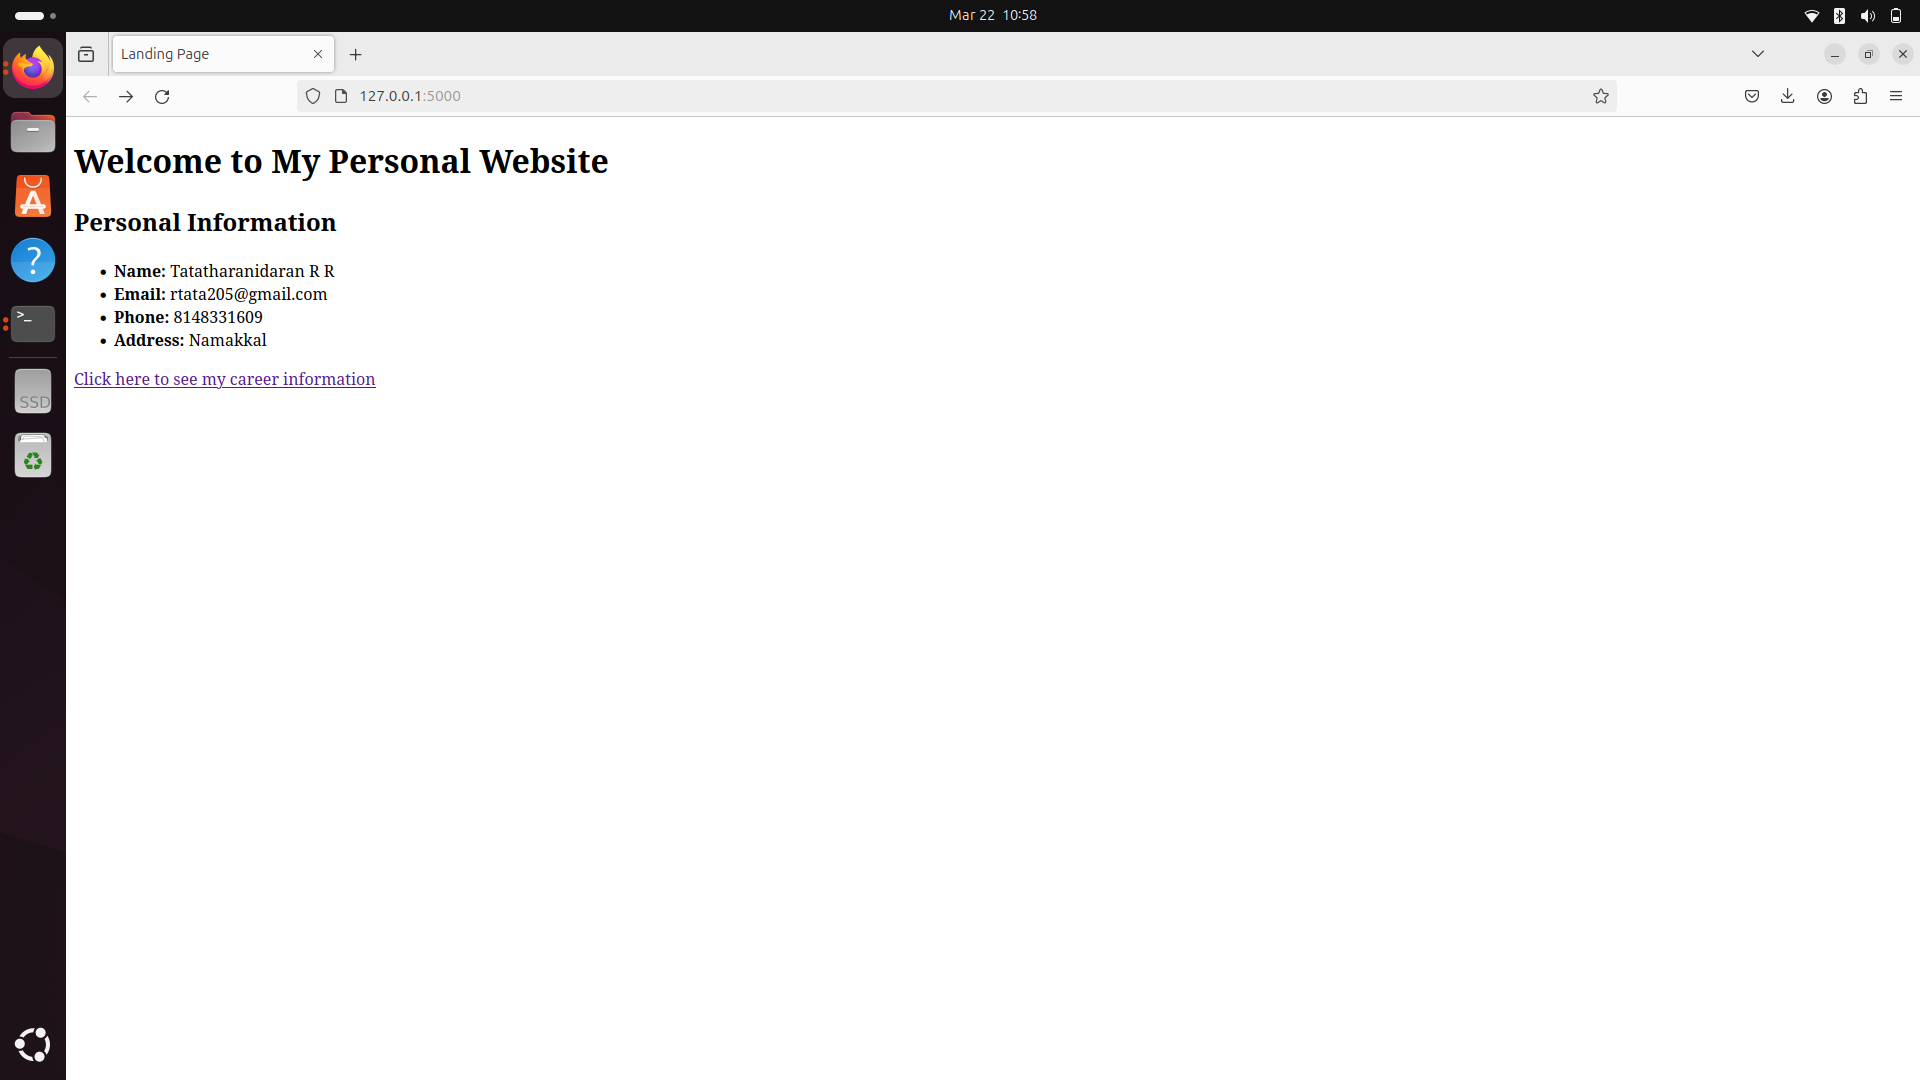 Mar 22 10:58
Landing Page
127.0.0.1:5000
Welcome to My Personal Website
Personal Information
Name: Tatatharanidaran R R
Email: rtata205@gmail.com
Phone: 8148331609
Address: Namakkal
Click here to see my career information
>_
SSD